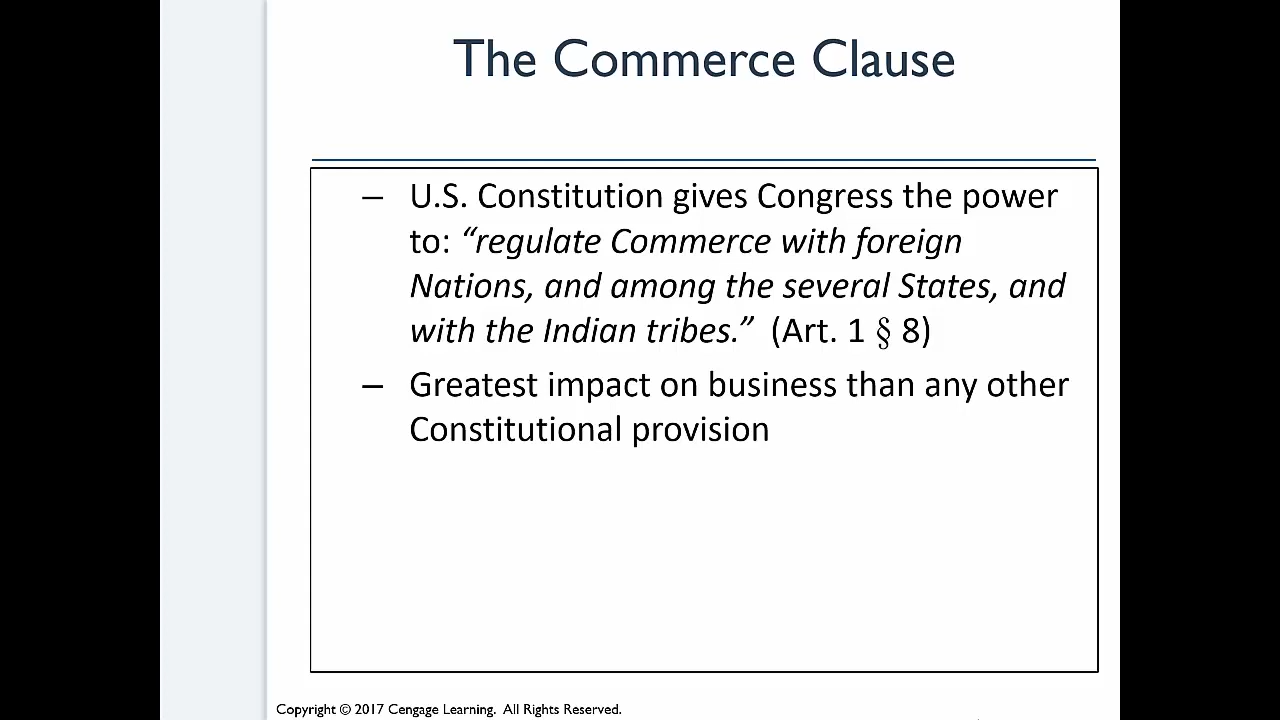 The Commerce Clause
– U.S. Constitution gives Congress the power
to: “regulate Commerce with foreign
Nations, and among the several States, and
with the Indian tribes.” (Art. 1 § 8)
– Greatest impact on business than any other
Constitutional provision
Copyright © 2017 Cengage Learning. All Rights Reserved.